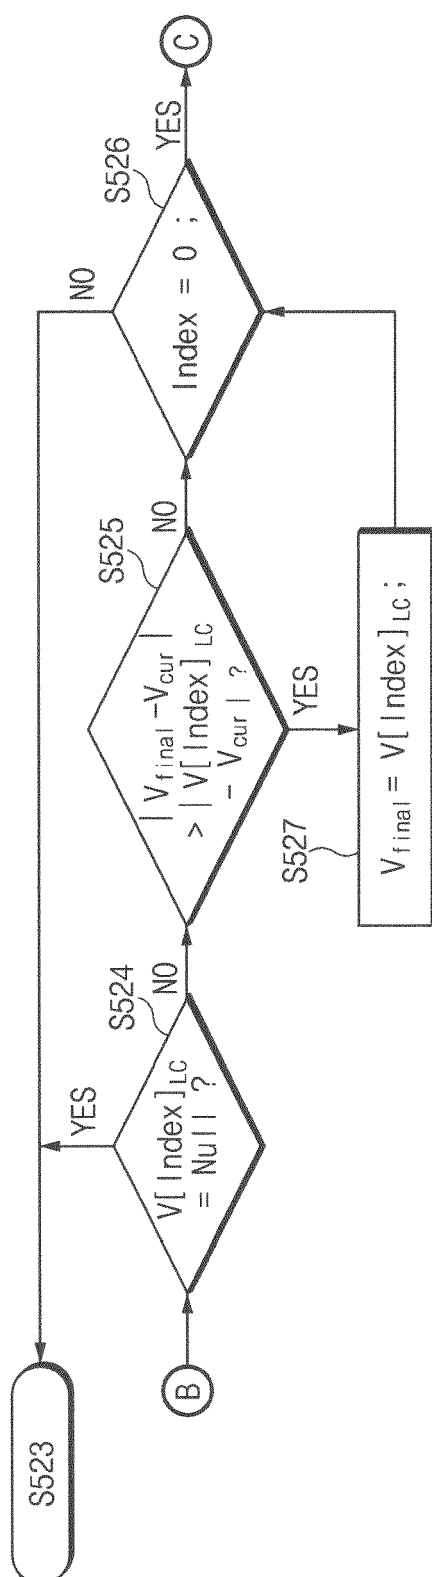 S523
B
V[Index]LC
= Null ?
S524
YES
NO
|Vfinal-Vcur|
> |V[Index]LC
- Vcur| ?
S525
NO
YES
S527
Vfinal = V[Index]LC;
Index = 0 ;
S526
NO
YES
C